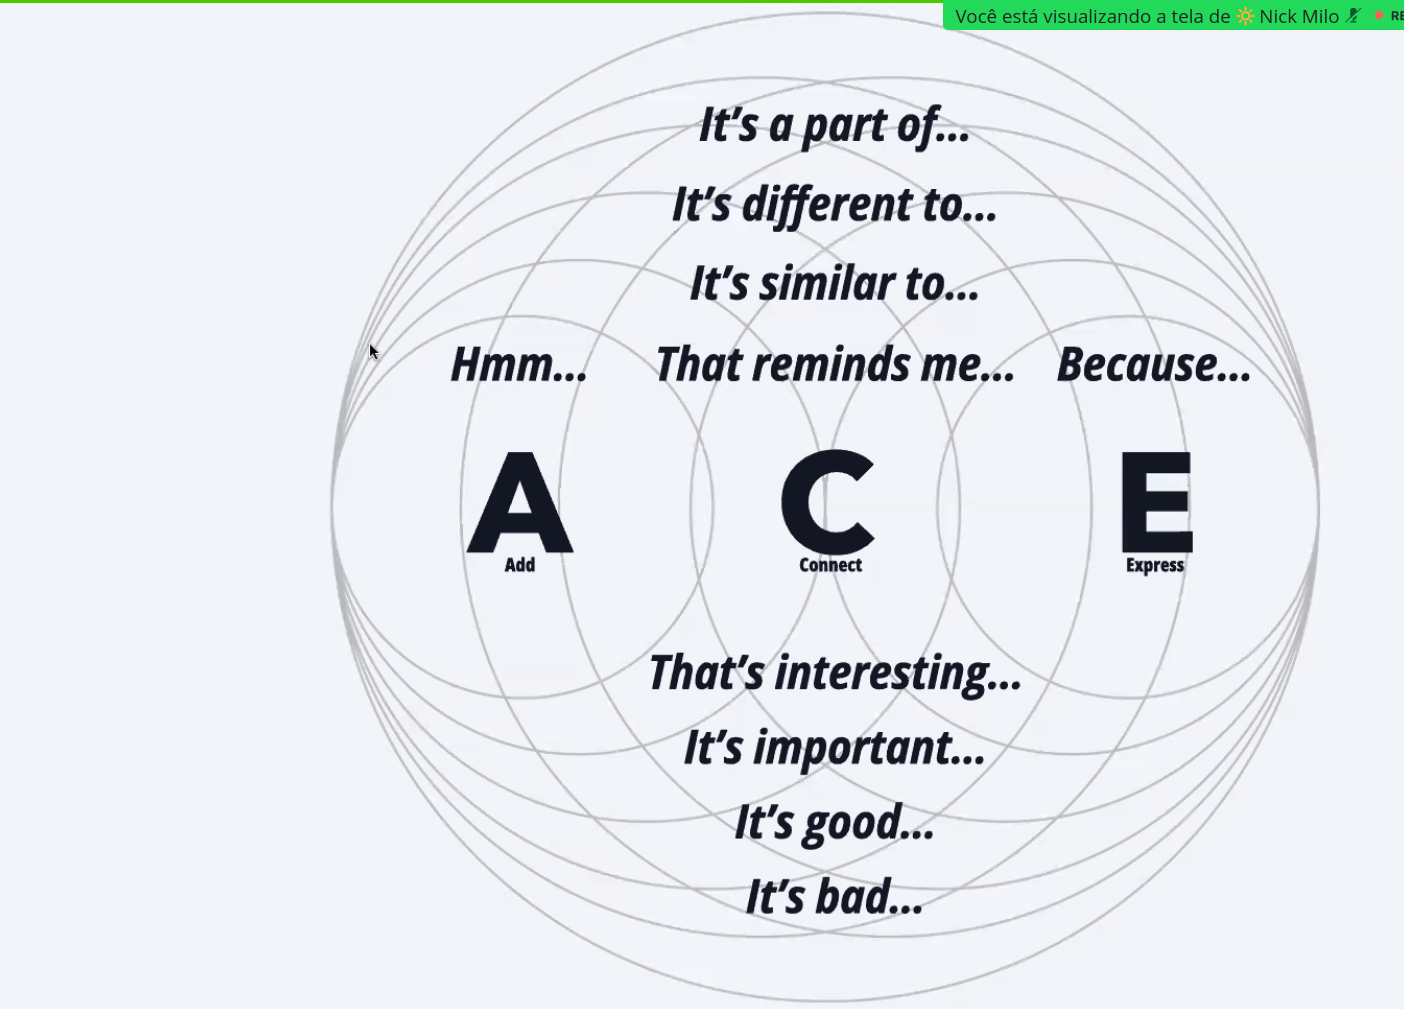 Você está visualizando a tela de 🔆 Nick Milo
It’s a part of...
It’s different to...
It’s similar to...
Hmm... That reminds me... Because...
A C E
Add Connect Express
That’s interesting...
It’s important...
It’s good...
It’s bad...